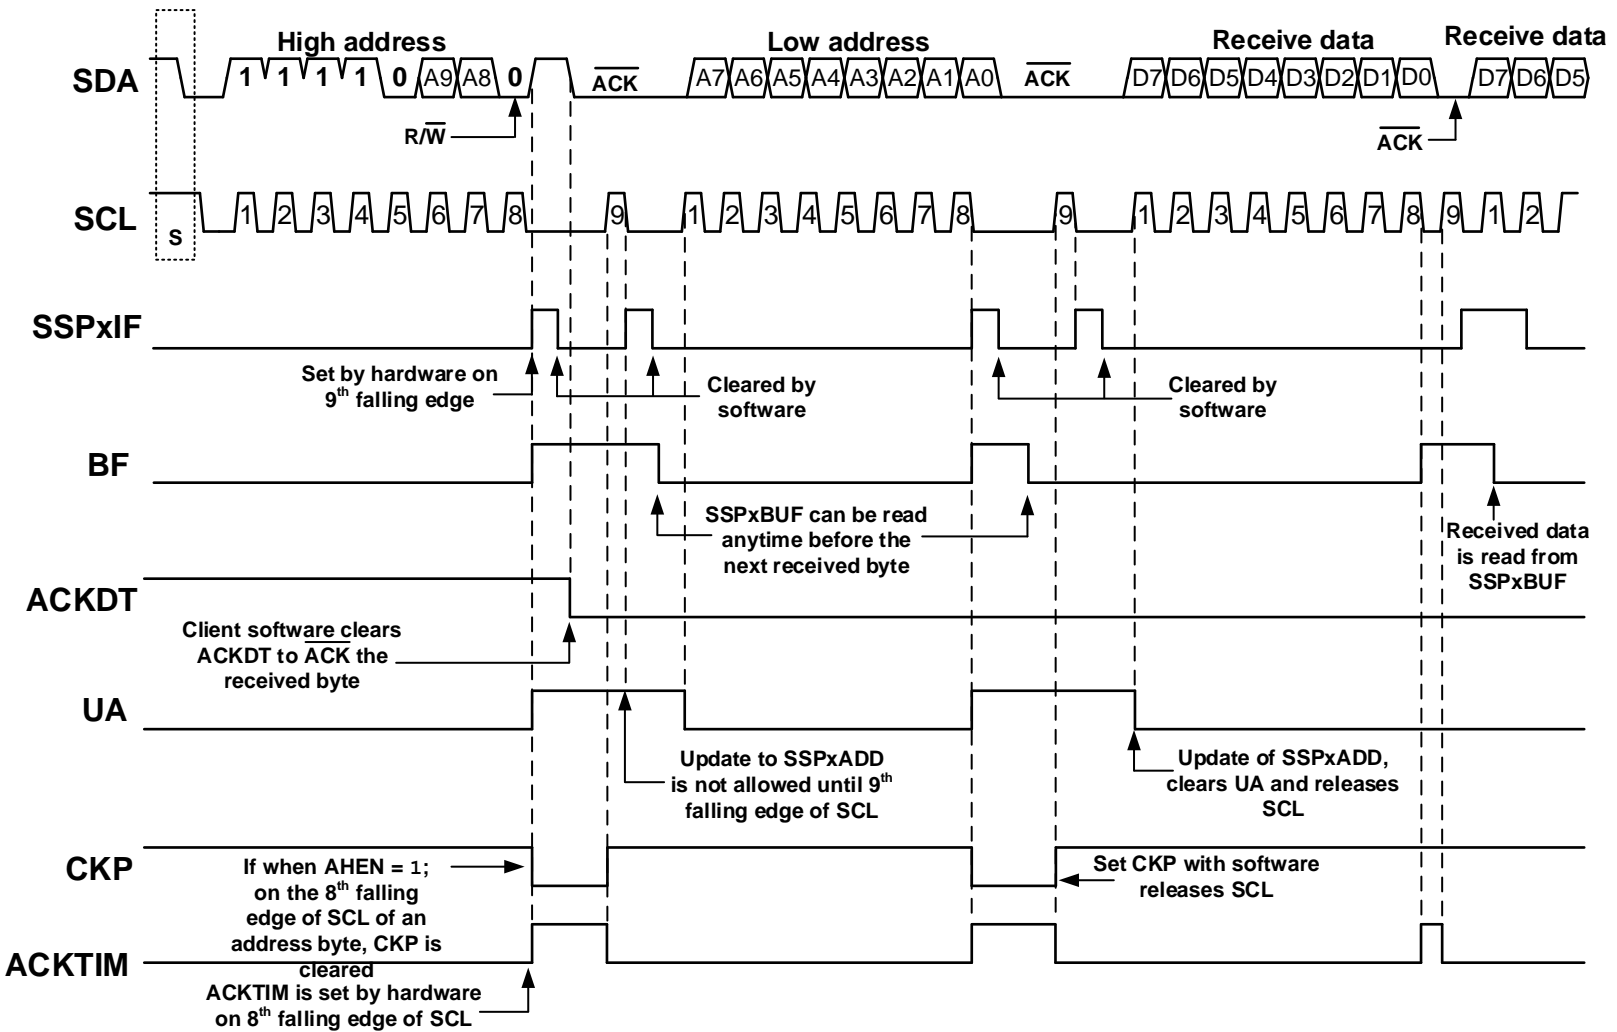 High address
Low address
Receive data
Receive data
SDA 1 1 1 1 0 A9 A8 0 ACK A7 A6 A5 A4 A3 A2 A1 A0 ACK D7 D6 D5 D4 D3 D2 D1 D0 D7 D6 D5
R/W
ACK
SCL 1 2 3 4 5 6 7 8 9 1 2 3 4 5 6 7 8 9 1 2 3 4 5 6 7 8 9 1 2
S
SSPxIF
Set by hardware on
9th falling edge
Cleared by
software
Cleared by
software
BF
SSPxBUF can be read
anytime before the
next received byte
Received data
is read from
SSPxBUF
ACKDT
Client software clears
ACKDT to ACK the
received byte
UA
Update to SSPxADD
is not allowed until 9th
falling edge of SCL
Update of SSPxADD,
clears UA and releases
SCL
CKP
If when AHEN = 1;
on the 8th falling
edge of SCL of an
address byte, CKP is
cleared
Set CKP with software
releases SCL
ACKTIM
ACKTIM is set by hardware
on 8th falling edge of SCL